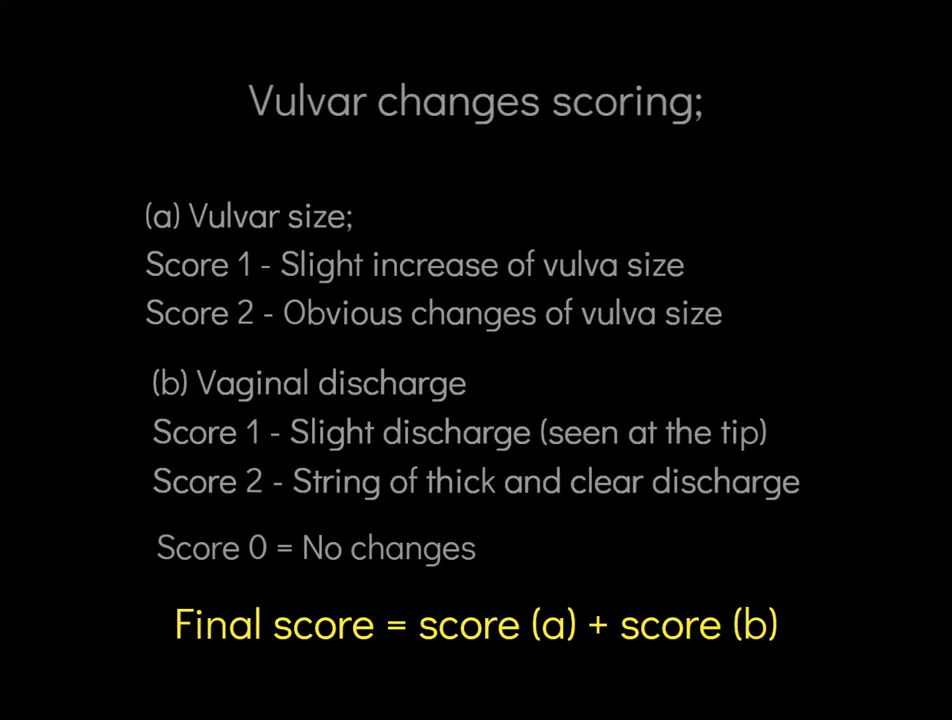 Vulvar changes scoring;
(a) Vulvar size;
Score 1 - Slight increase of vulva size
Score 2 - Obvious changes of vulva size
(b) Vaginal discharge
Score 1 - Slight discharge (seen at the tip)
Score 2 - String of thick and clear discharge
Score 0 = No changes
Final score = score (a) + score (b)